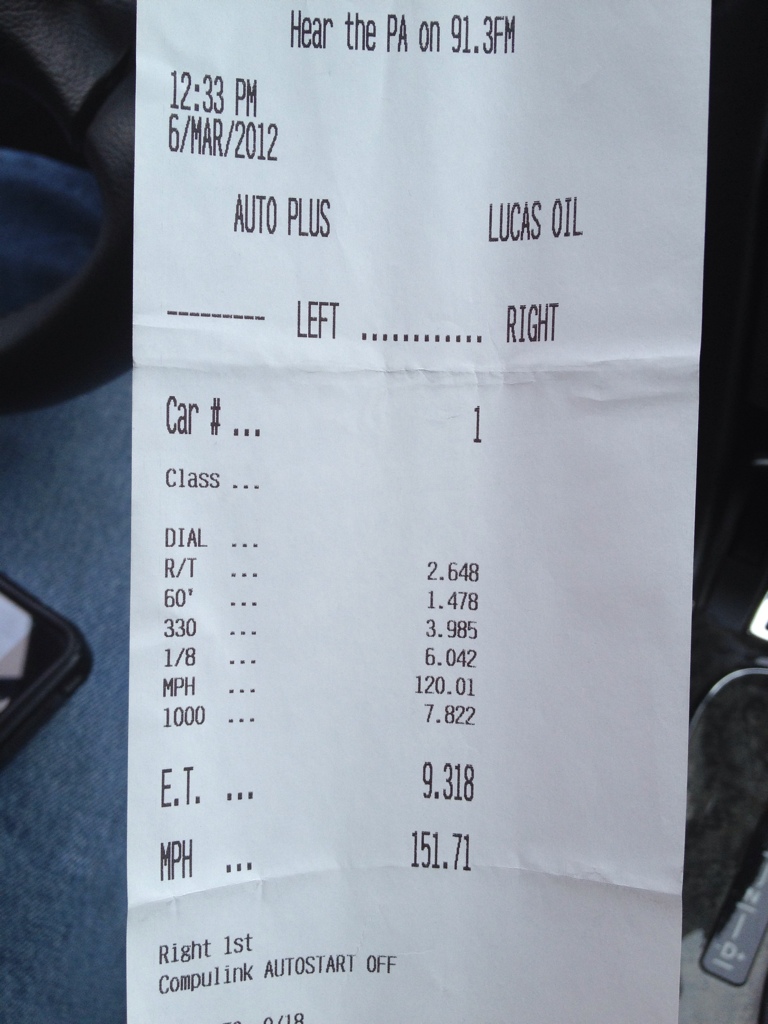 Hear the PA on 91.3FM
12:33 PM
6/MAR/2012
AUTO PLUS LUCAS OIL
--------- LEFT ............ RIGHT
Car # ... 1
Class ...
DIAL ...
R/T ... 2.648
60' ... 1.478
330 ... 3.985
1/8 ... 6.042
MPH ... 120.01
1000 ... 7.822
E.T. ... 9.318
MPH ... 151.71
Right 1st
Compulink AUTOSTART OFF
9/18